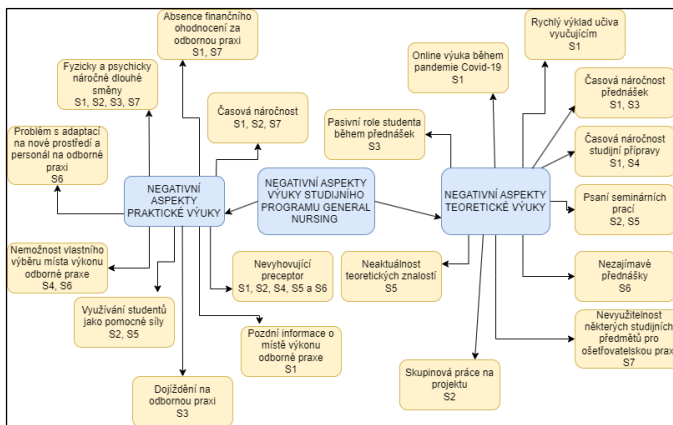 Absence finančního
ohodnocení za
odbornou praxi
S1, S7
Rychlý výklad učiva
vyučujícím
S1
Fyzicky a psychicky
náročné dlouhé
směny
S1, S2, S3, S7
Online výuka během
pandemie Covid-19
S1
Časová náročnost
S1, S2, S7
Časová náročnost
přednášek
S1, S3
Pasivní role studenta
během přednášek
S3
Problém s adaptací
na nové prostředí a
personál na odborné
praxi
S6
Časová náročnost
studijní přípravy
S1, S4
NEGATIVNÍ
ASPEKTY
PRAKTICKÉ VÝUKY
NEGATIVNÍ ASPEKTY
VÝUKY STUDIJNÍHO
PROGRAMU GENERAL
NURSING
NEGATIVNÍ ASPEKTY
TEORETICKÉ VÝUKY
Psaní seminárních
prací
S2, S5
Nemožnost vlastního
výběru místa výkonu
odborné praxe
S4, S6
Nevyhovující
preceptor
S1, S2, S4, S5 a S6
Neaktuálnost
teoretických znalostí
S5
Nezajímavé
přednášky
S6
Využívání studentů
jako pomocné síly
S2, S5
Pozdní informace o
místě výkonu
odborné praxe
S1
Nevyužitelnost
některých studijních
předmětů pro
ošetřovatelskou prax
S7
Dojíždění na
odbornou praxi
S3
Skupinová práce na
projektu
S2